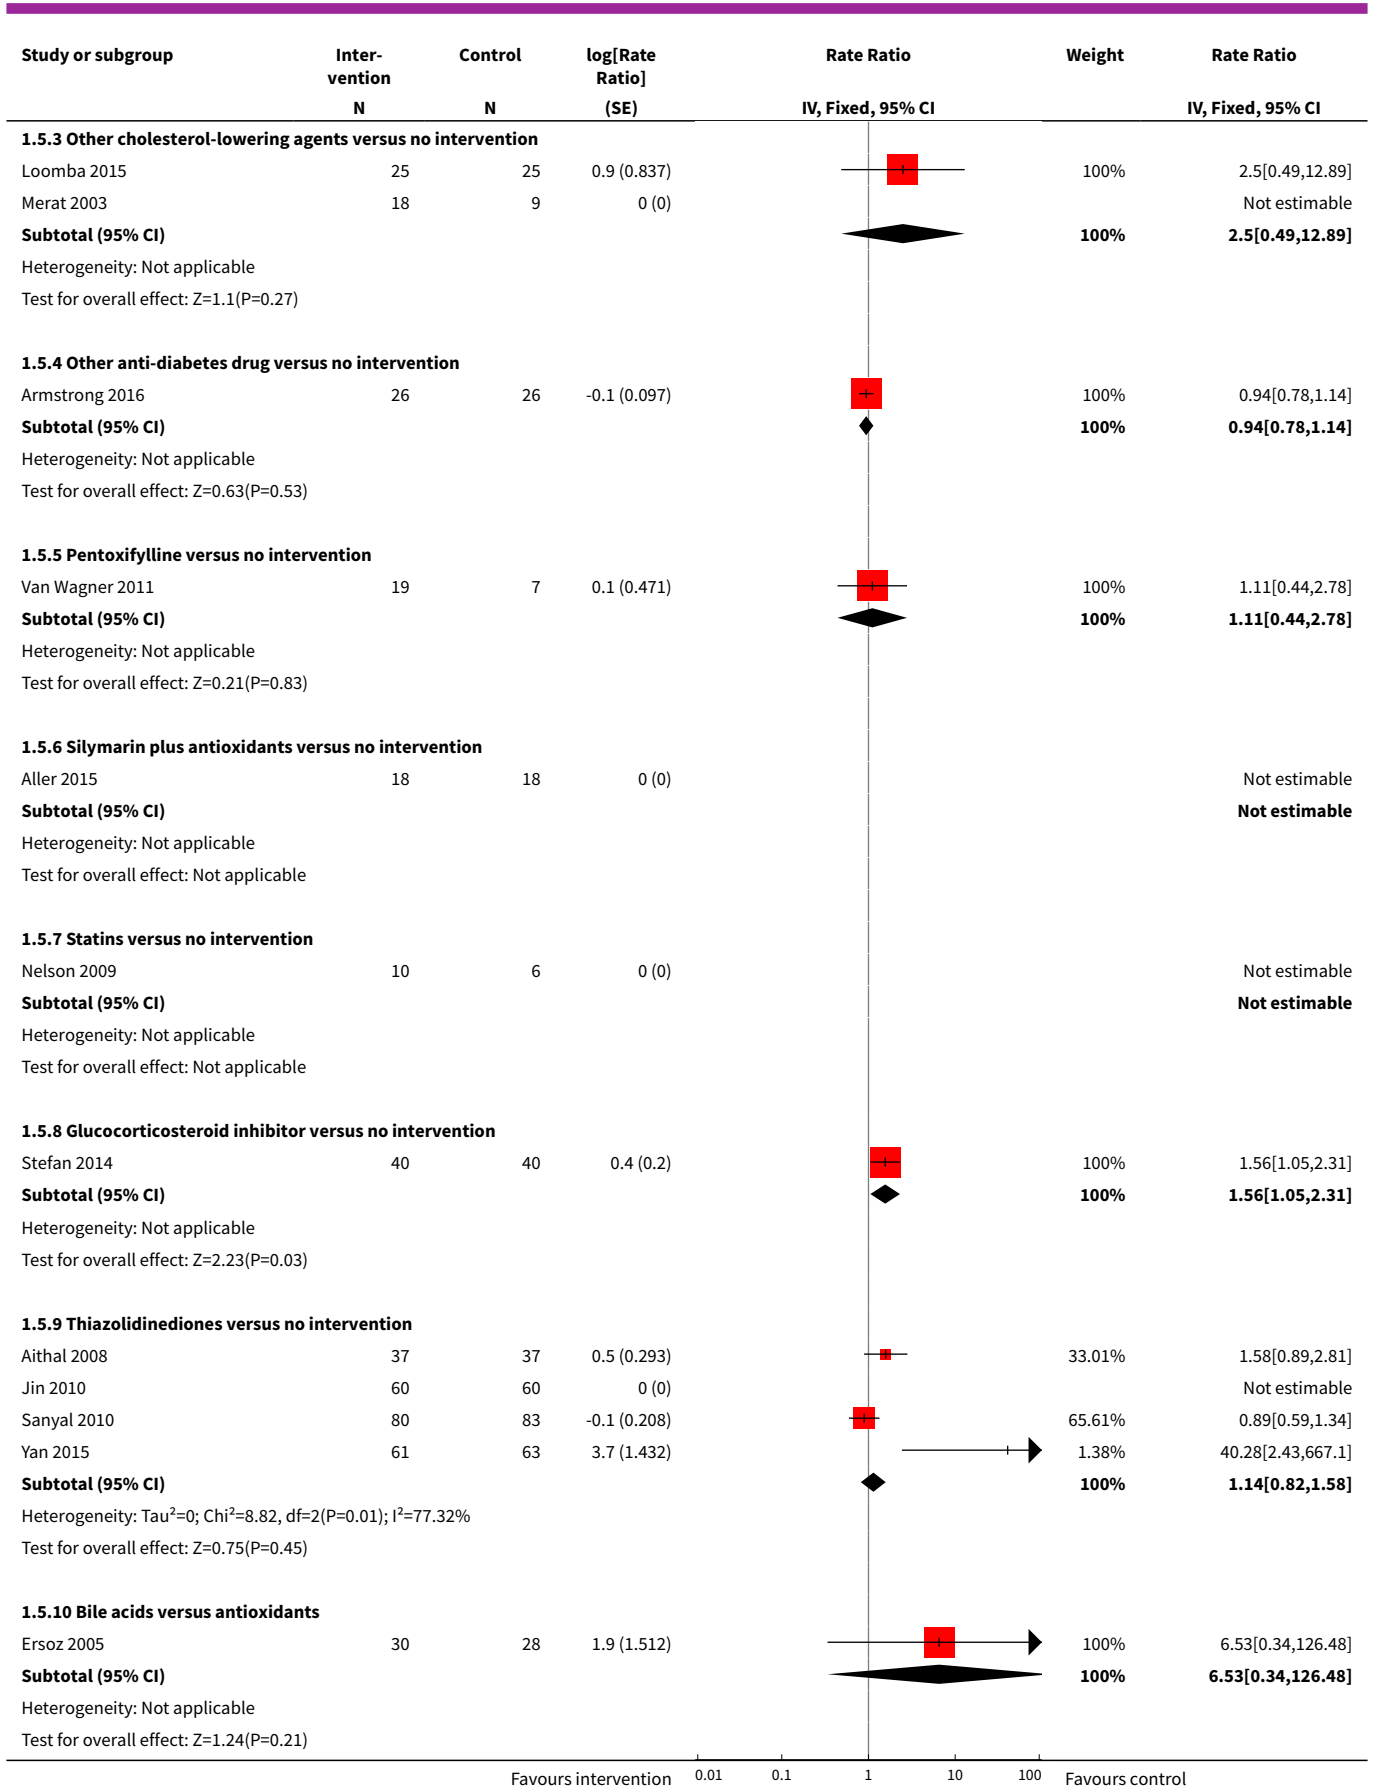 Study or subgroup Inter- Control log[Rate Rate Ratio Weight Rate Ratio
vention Ratio]
N N (SE) IV, Fixed, 95% CI IV, Fixed, 95% CI
1.5.3 Other cholesterol-lowering agents versus no intervention
Loomba 2015 25 25 0.9 (0.837) 100% 2.5[0.49,12.89]
Merat 2003 18 9 0 (0) Not estimable
Subtotal (95% CI) 100% 2.5[0.49,12.89]
Heterogeneity: Not applicable
Test for overall effect: Z=1.1(P=0.27)
1.5.4 Other anti-diabetes drug versus no intervention
Armstrong 2016 26 26 -0.1 (0.097) 100% 0.94[0.78,1.14]
Subtotal (95% CI) 100% 0.94[0.78,1.14]
Heterogeneity: Not applicable
Test for overall effect: Z=0.63(P=0.53)
1.5.5 Pentoxifylline versus no intervention
Van Wagner 2011 19 7 0.1 (0.471) 100% 1.11[0.44,2.78]
Subtotal (95% CI) 100% 1.11[0.44,2.78]
Heterogeneity: Not applicable
Test for overall effect: Z=0.21(P=0.83)
1.5.6 Silymarin plus antioxidants versus no intervention
Aller 2015 18 18 0 (0) Not estimable
Subtotal (95% CI) Not estimable
Heterogeneity: Not applicable
Test for overall effect: Not applicable
1.5.7 Statins versus no intervention
Nelson 2009 10 6 0 (0) Not estimable
Subtotal (95% CI) Not estimable
Heterogeneity: Not applicable
Test for overall effect: Not applicable
1.5.8 Glucocorticosteroid inhibitor versus no intervention
Stefan 2014 40 40 0.4 (0.2) 100% 1.56[1.05,2.31]
Subtotal (95% CI) 100% 1.56[1.05,2.31]
Heterogeneity: Not applicable
Test for overall effect: Z=2.23(P=0.03)
1.5.9 Thiazolidinediones versus no intervention
Aithal 2008 37 37 0.5 (0.293) 33.01% 1.58[0.89,2.81]
Jin 2010 60 60 0 (0) Not estimable
Sanyal 2010 80 83 -0.1 (0.208) 65.61% 0.89[0.59,1.34]
Yan 2015 61 63 3.7 (1.432) 1.38% 40.28[2.43,667.1]
Subtotal (95% CI) 100% 1.14[0.82,1.58]
Heterogeneity: Tau²=0; Chi²=8.82, df=2(P=0.01); I²=77.32%
Test for overall effect: Z=0.75(P=0.45)
1.5.10 Bile acids versus antioxidants
Ersoz 2005 30 28 1.9 (1.512) 100% 6.53[0.34,126.48]
Subtotal (95% CI) 100% 6.53[0.34,126.48]
Heterogeneity: Not applicable
Test for overall effect: Z=1.24(P=0.21)
Favours intervention 0.01 0.1 1 10 100 Favours control